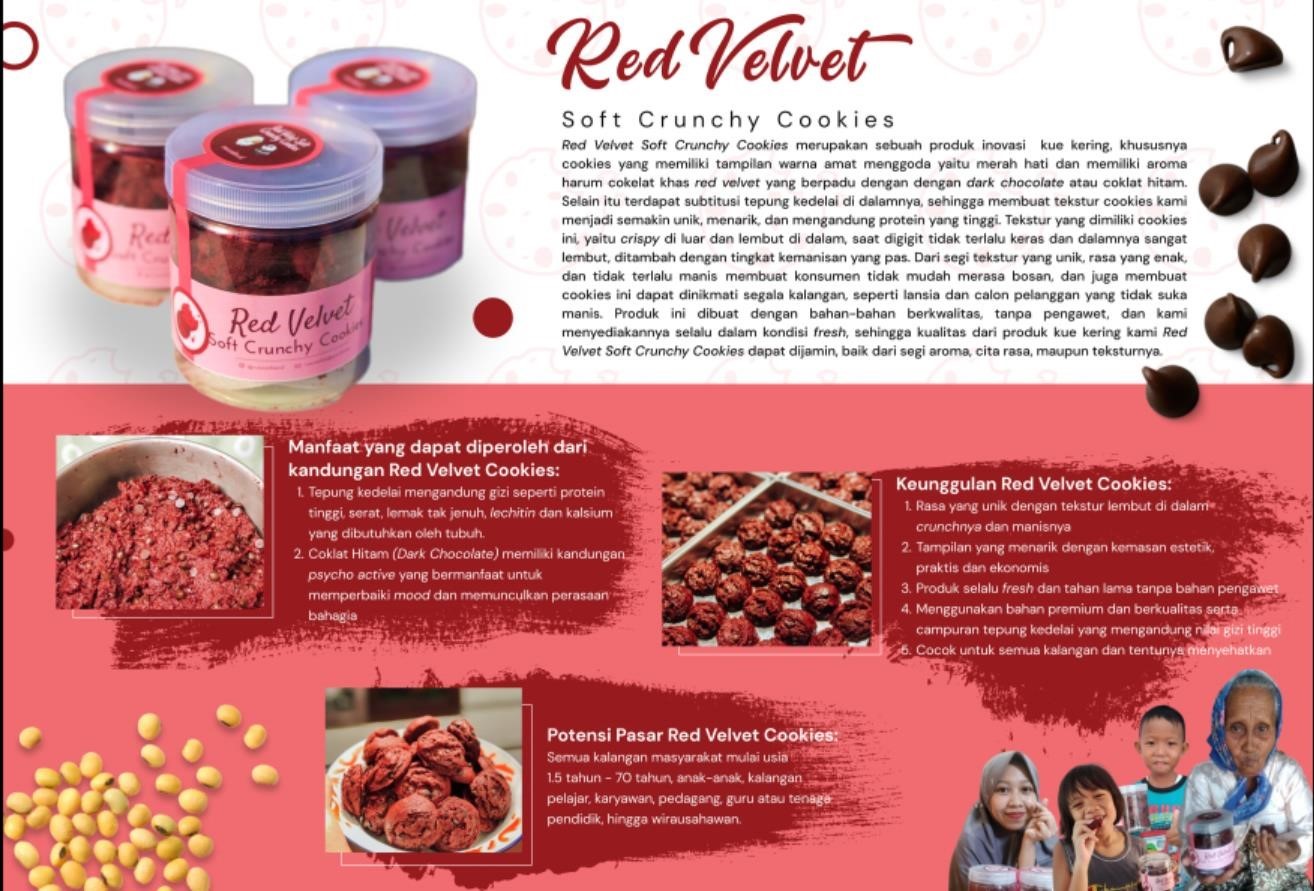 Red Velvet
Soft Crunchy Cookies
Red Velvet Soft Crunchy Cookies merupakan sebuah produk inovasi kue kering, khususnya
cookies yang memiliki tampilan warna amat menggoda yaitu merah hati dan memiliki aroma
harum cokelat khas red velvet yang berpadu dengan dengan dark chocolate atau coklat hitam.
Selain itu terdapat subtitusi tepung kedelai di dalamnya, sehingga membuat tekstur cookies kami
menjadi semakin unik, menarik, dan mengandung protein yang tinggi. Tekstur yang dimiliki cookies
ini, yaitu crispy di luar dan lembut di dalam, saat digigit tidak terlalu keras dan dalamnya sangat
lembut, ditambah dengan tingkat kemanisan yang pas. Dari segi tekstur yang unik, rasa yang enak,
dan tidak terlalu manis membuat konsumen tidak mudah merasa bosan, dan juga membuat
cookies ini dapat dinikmati segala kalangan, seperti lansia dan calon pelanggan yang tidak suka
manis. Produk ini dibuat dengan bahan-bahan berkwalitas, tanpa pengawet, dan kami
menyediakannya selalu dalam kondisi fresh, sehingga kualitas dari produk kue kering kami Red
Velvet Soft Crunchy Cookies dapat dijamin, baik dari segi aroma, cita rasa, maupun teksturnya.
Red Velvet
Soft Crunchy Cookies
Manfaat yang dapat diperoleh dari
kandungan Red Velvet Cookies:
1. Tepung kedelai mengandung gizi seperti protein
tinggi, serat, lemak tak jenuh, lechitin dan kalsium
yang dibutuhkan oleh tubuh.
2. Coklat Hitam (Dark Chocolate) memiliki kandungan
psycho active yang bermanfaat untuk
memperbaiki mood dan memunculkan perasaan
bahagia
Keunggulan Red Velvet Cookies:
1. Rasa yang unik dengan tekstur lembut di dalam
crunchnya dan manisnya
2. Tampilan yang menarik dengan kemasan estetik,
praktis dan ekonomis
3. Produk selalu fresh dan tahan lama tanpa bahan pengawet
4. Menggunakan bahan premium dan berkualitas serta
campuran tepung kedelai yang mengandung nilai gizi tinggi
5. Cocok untuk semua kalangan dan tentunya menyehatkan
Potensi Pasar Red Velvet Cookies:
Semua kalangan masyarakat mulai usia
1.5 tahun - 70 tahun, anak-anak, kalangan
pelajar, karyawan, pedagang, guru atau tenaga
pendidik, hingga wirausahawan.